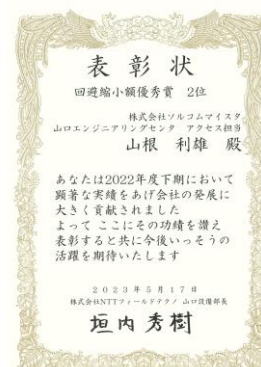 表彰状
回避縮小額優秀賞 2位
株式会社ソルコムマイスタ
山口エンジニアリングセンタ アクセス担当
山根 利雄 殿
あなたは2022年度下期において
顕著な実績をあげ会社の発展に
大きく貢献されました
よって ここにその功績を讃え
表彰すると共に今後いっそうの
活躍を期待いたします
2023年5月17日
株式会社NTTフィールドテクノ 山口設備部長
垣内 秀樹